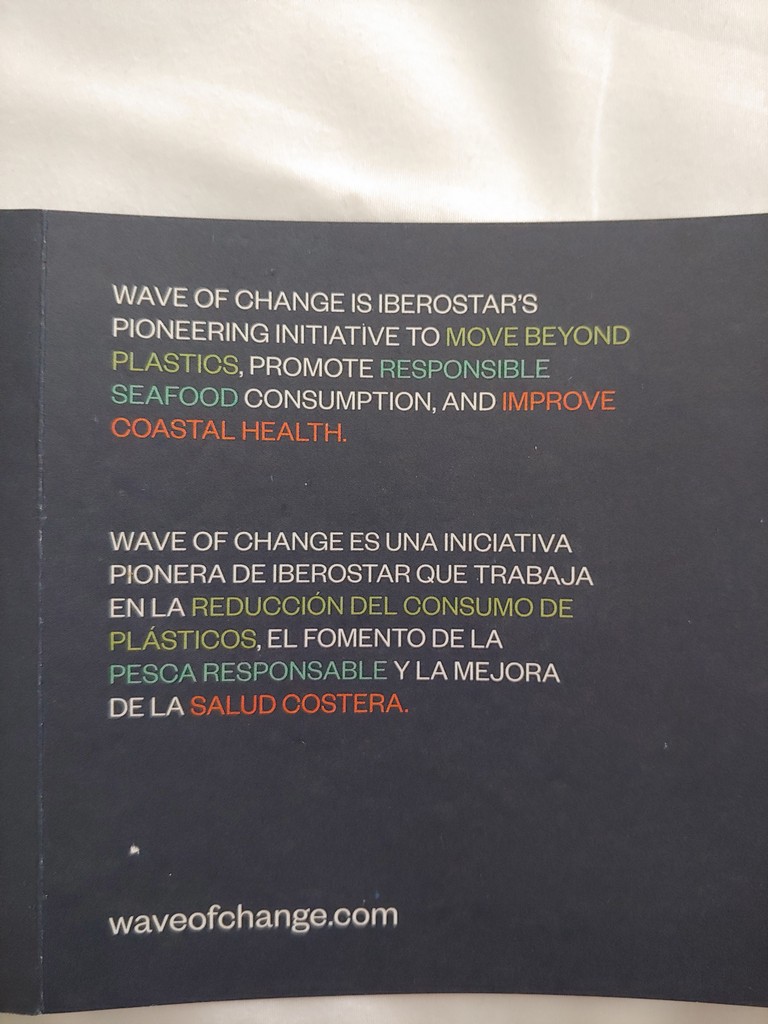 WAVE OF CHANGE IS IBEROSTAR'S
PIONEERING INITIATIVE TO MOVE BEYOND
PLASTICS, PROMOTE RESPONSIBLE
SEAFOOD CONSUMPTION, AND IMPROVE
COASTAL HEALTH.
WAVE OF CHANGE ES UNA INICIATIVA
PIONERA DE IBEROSTAR QUE TRABAJA
EN LA REDUCCIÓN DEL CONSUMO DE
PLÁSTICOS, EL FOMENTO DE LA
PESCA RESPONSABLE Y LA MEJORA
DE LA SALUD COSTERA.
waveofchange.com